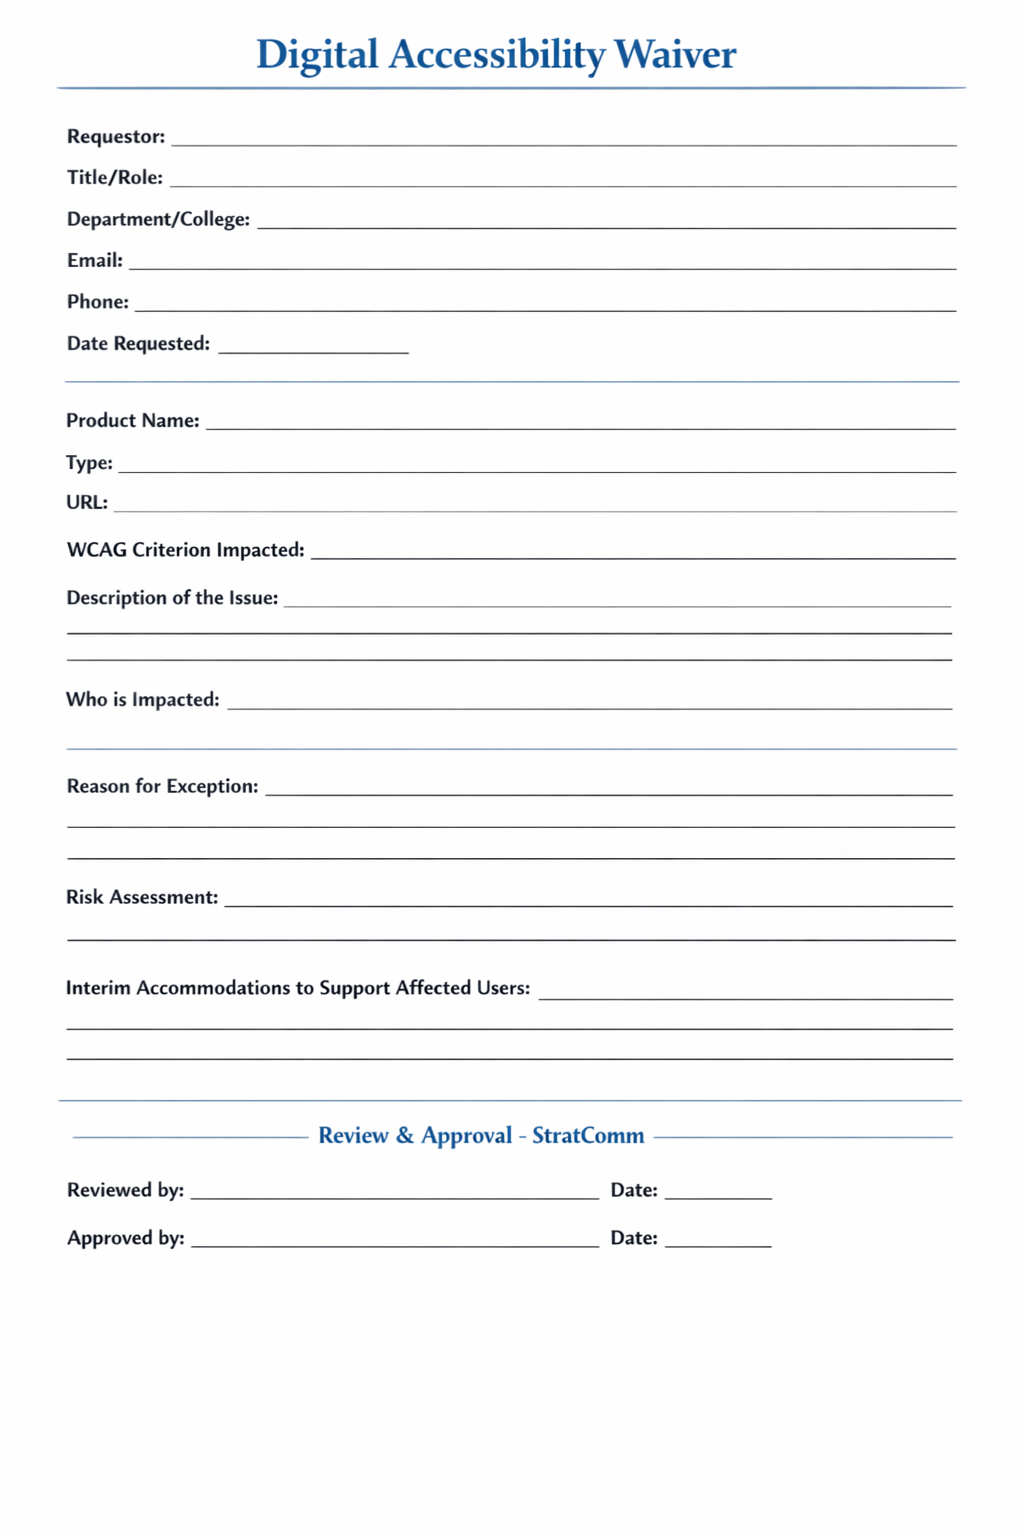 Digital Accessibility Waiver
Requestor:
Title/Role:
Department/College:
Email:
Phone:
Date Requested:
Product Name:
Type:
URL:
WCAG Criterion Impacted:
Description of the Issue:
Who is Impacted:
Reason for Exception:
Risk Assessment:
Interim Accommodations to Support Affected Users:
Review & Approval - StratComm
Reviewed by: Date:
Approved by: Date: